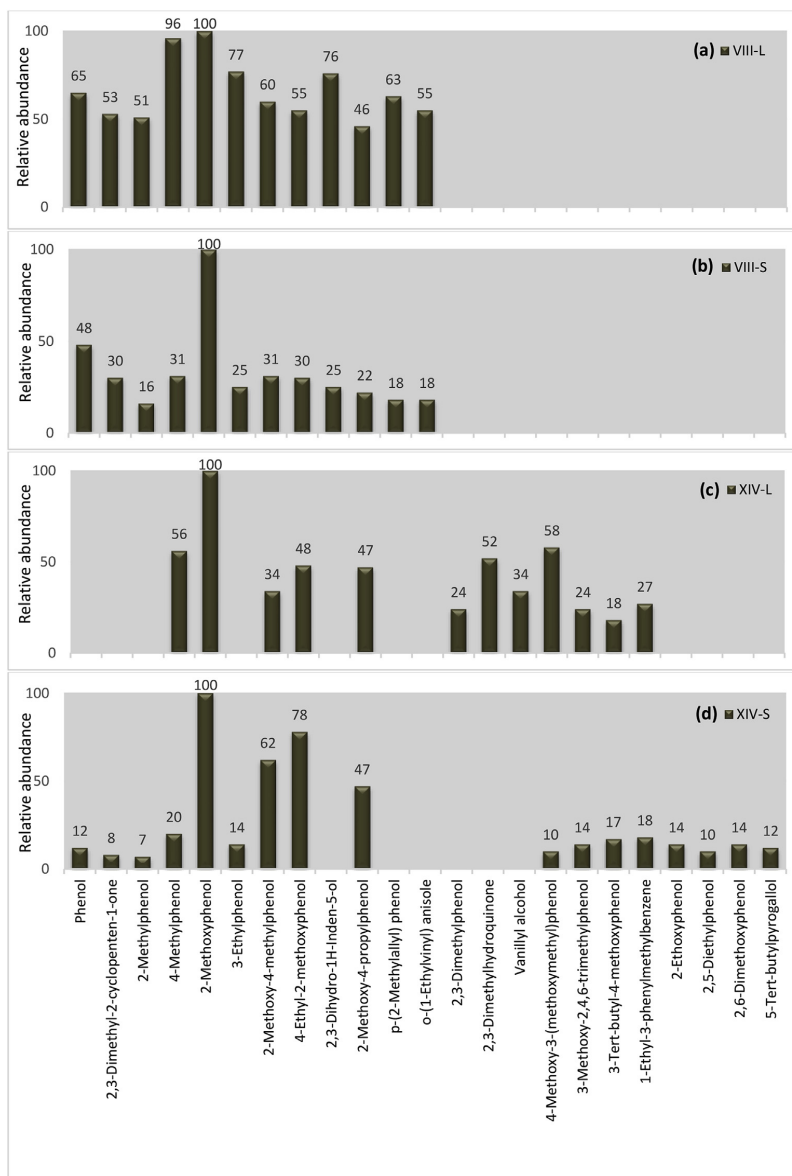 100
50
0
Relative abundance
65 53 51 96 100 77 60 55 76 46 63 55
(a) VIII-L
100
50
0
Relative abundance
48 30 16 31 100 25 31 30 25 22 18 18
(b) VIII-S
100
50
0
Relative abundance
56 100 34 48 47 24 52 34 58 24 18 27
(c) XIV-L
100
50
0
Relative abundance
12 8 7 20 100 14 62 78 47 10 14 17 18 14 10 14 12
(d) XIV-S
Phenol
2,3-Dimethyl-2-cyclopenten-1-one
2-Methylphenol
4-Methylphenol
2-Methoxyphenol
3-Ethylphenol
2-Methoxy-4-methylphenol
4-Ethyl-2-methoxyphenol
2,3-Dihydro-1H-Inden-5-ol
2-Methoxy-4-propylphenol
p-(2-Methylallyl) phenol
o-(1-Ethylvinyl) anisole
2,3-Dimethylphenol
2,3-Dimethylhydroquinone
Vanillyl alcohol
4-Methoxy-3-(methoxymethyl)phenol
3-Methoxy-2,4,6-trimethylphenol
3-Tert-butyl-4-methoxyphenol
1-Ethyl-3-phenylmethylbenzene
2-Ethoxyphenol
2,5-Diethylphenol
2,6-Dimethoxyphenol
5-Tert-butylpyrogallol